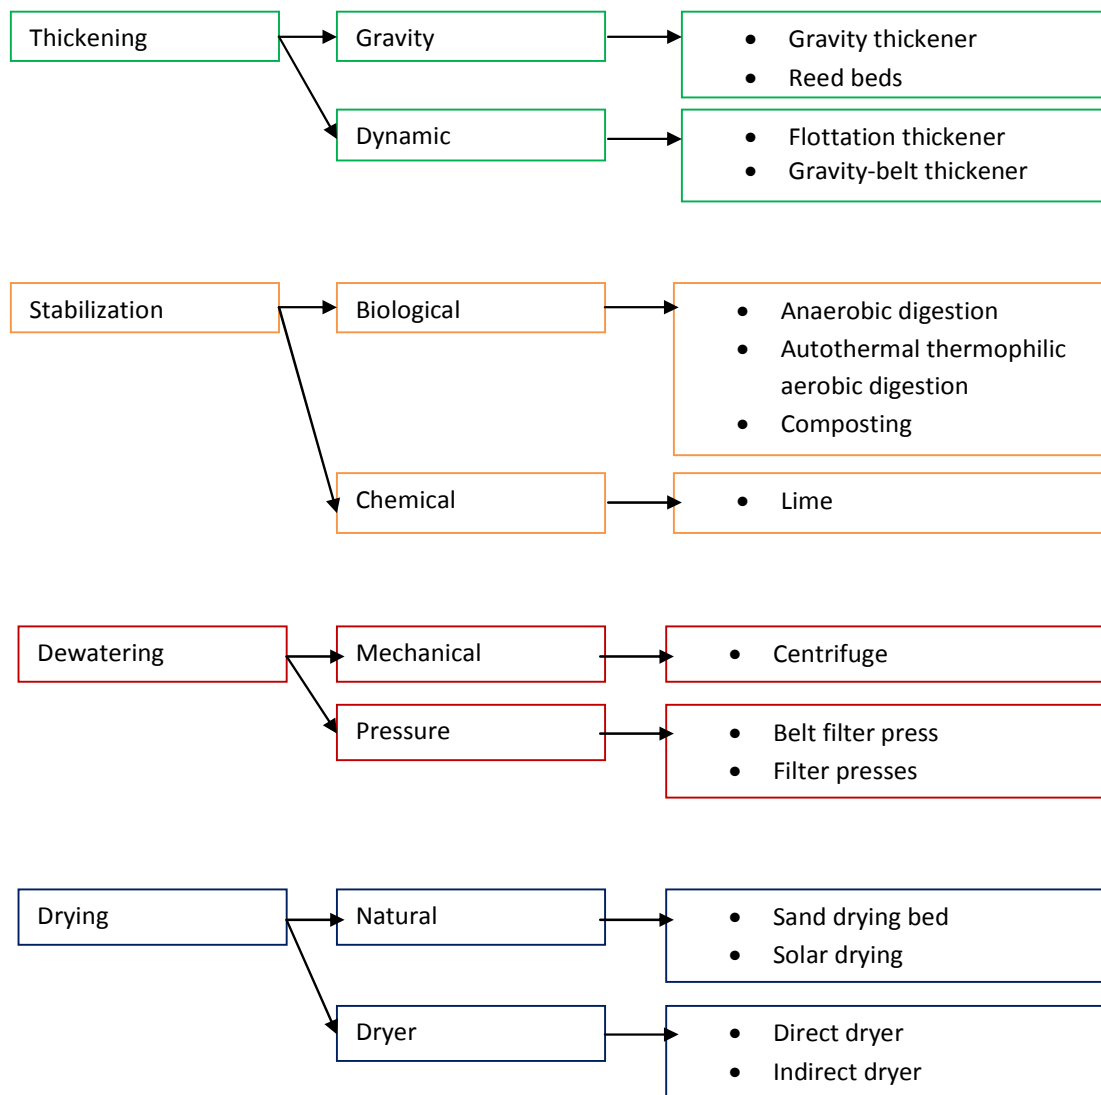 Thickening
Gravity
• Gravity thickener
• Reed beds
Dynamic
• Flottation thickener
• Gravity-belt thickener
Stabilization
Biological
• Anaerobic digestion
• Autothermal thermophilic
aerobic digestion
• Composting
Chemical
• Lime
Dewatering
Mechanical
• Centrifuge
Pressure
• Belt filter press
• Filter presses
Drying
Natural
• Sand drying bed
• Solar drying
Dryer
• Direct dryer
• Indirect dryer